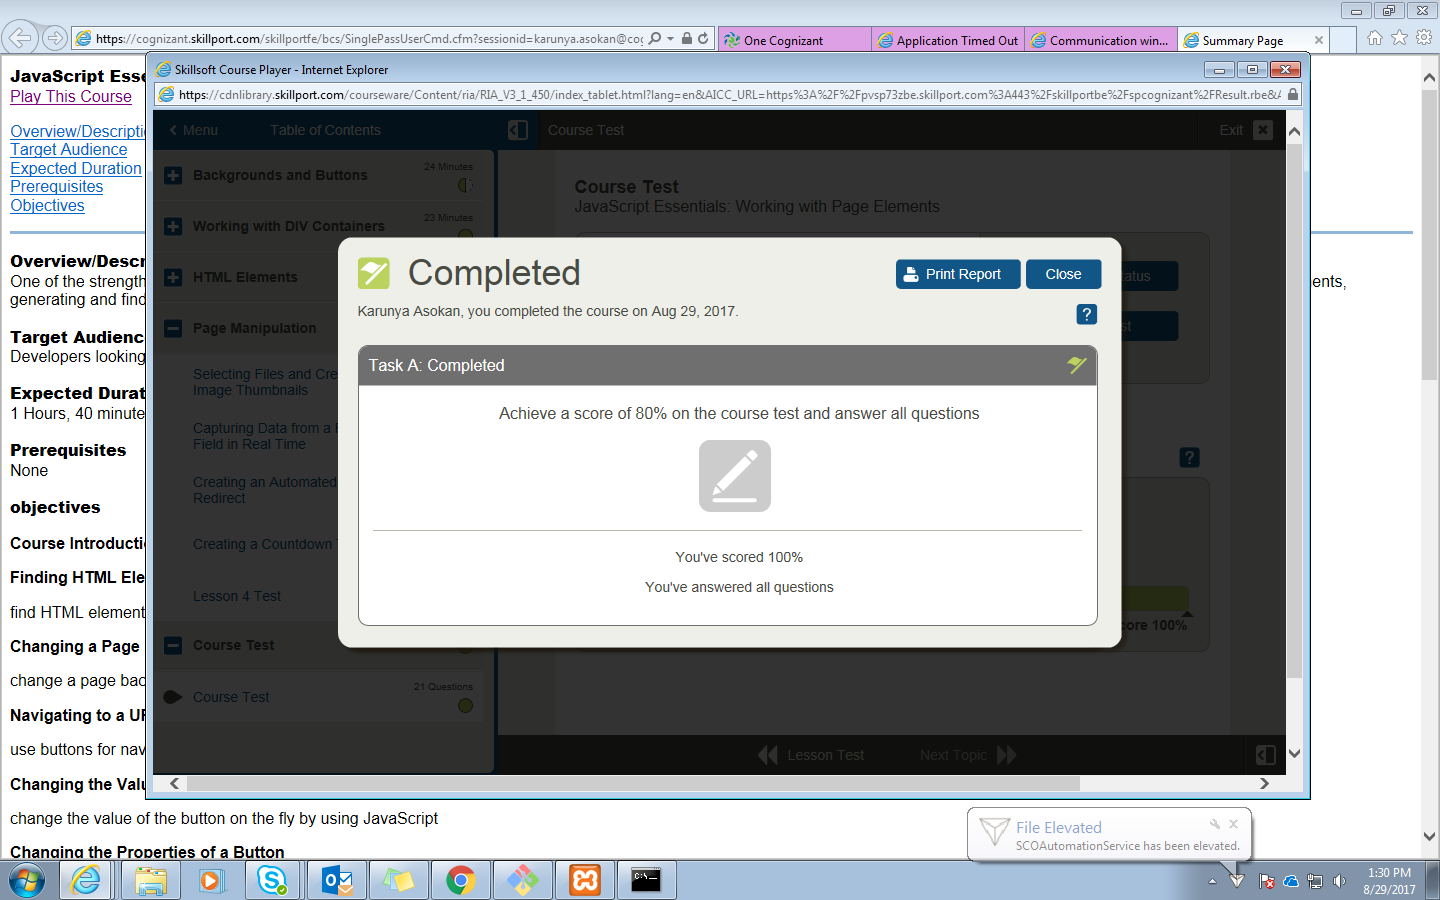 https://cognizant.skillport.com/skillportfe/bcs/SinglePassUserCmd.cfm?sessionid=karunya.asokan@cog
One Cognizant
Application Timed Out
Communication win...
Summary Page
JavaScript Esse
Play This Course
Overview/Descriptio
Target Audience
Expected Duration
Prerequisites
Objectives
Overview/Descr
One of the strength
ents,
generating and find
Target Audienc
Developers looking
Expected Durat
1 Hours, 40 minute
Prerequisites
None
objectives
Course Introducti
Finding HTML Ele
find HTML element
Changing a Page
change a page bac
Navigating to a UR
use buttons for nav
Changing the Valu
change the value of the button on the fly by using JavaScript
Changing the Properties of a Button
Skillsoft Course Player - Internet Explorer
https://cdnlibrary.skillport.com/courseware/Content/ria/RIA_V3_1_450/index_tablet.html?lang=en&AICC_URL=https%3A%2F%2Fpvsp73zbe.skillport.com%3A443%2Fskillportbe%2Fspcognizant%2FResult.rbe&A
Menu
Table of Contents
Course Test
Exit
Backgrounds and Buttons
24 Minutes
Working with DIV Containers
23 Minutes
HTML Elements
Page Manipulation
Selecting Files and Cre
Image Thumbnails
Capturing Data from a
Field in Real Time
Creating an Automated
Redirect
Creating a Countdown
Lesson 4 Test
Course Test
Course Test
21 Questions
Course Test
JavaScript Essentials: Working with Page Elements
atus
st
ore 100%
Lesson Test
Next Topic
Completed
Print Report
Close
Karunya Asokan, you completed the course on Aug 29, 2017.
?
Task A: Completed
Achieve a score of 80% on the course test and answer all questions
You've scored 100%
You've answered all questions
?
File Elevated
SCOAutomationService has been elevated.
C:\_
1:30 PM
8/29/2017